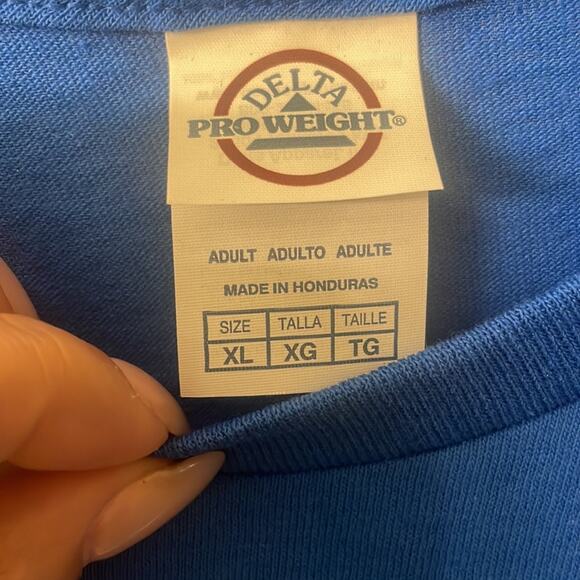 DELTA
PRO WEIGHT®
ADULT ADULTO ADULTE
MADE IN HONDURAS
SIZE TALLA TAILLE
XL XG TG